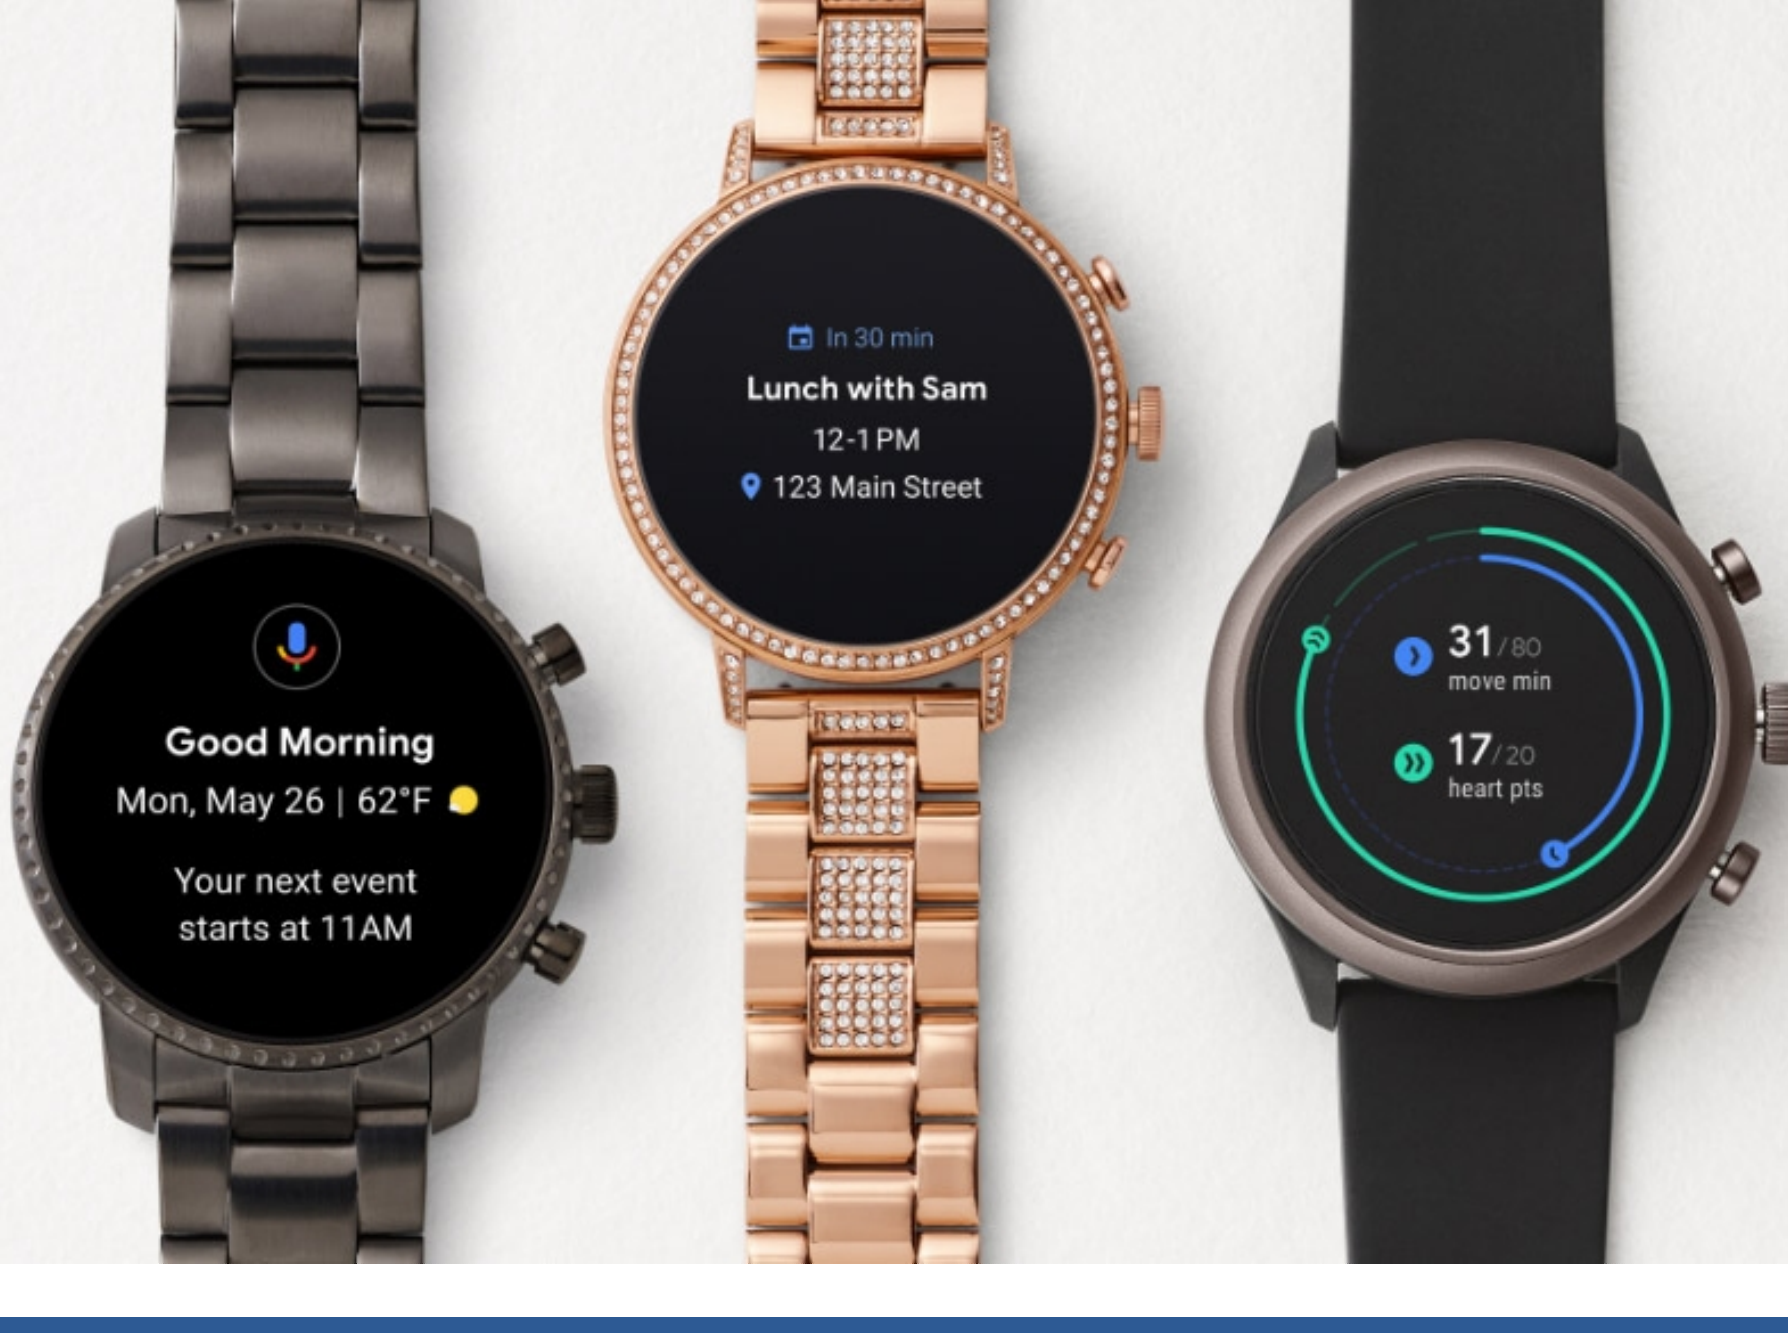 Good Morning
Mon, May 26 | 62°F
Your next event
starts at 11AM
In 30 min
Lunch with Sam
12-1 PM
123 Main Street
31/80
move min
17/20
heart pts